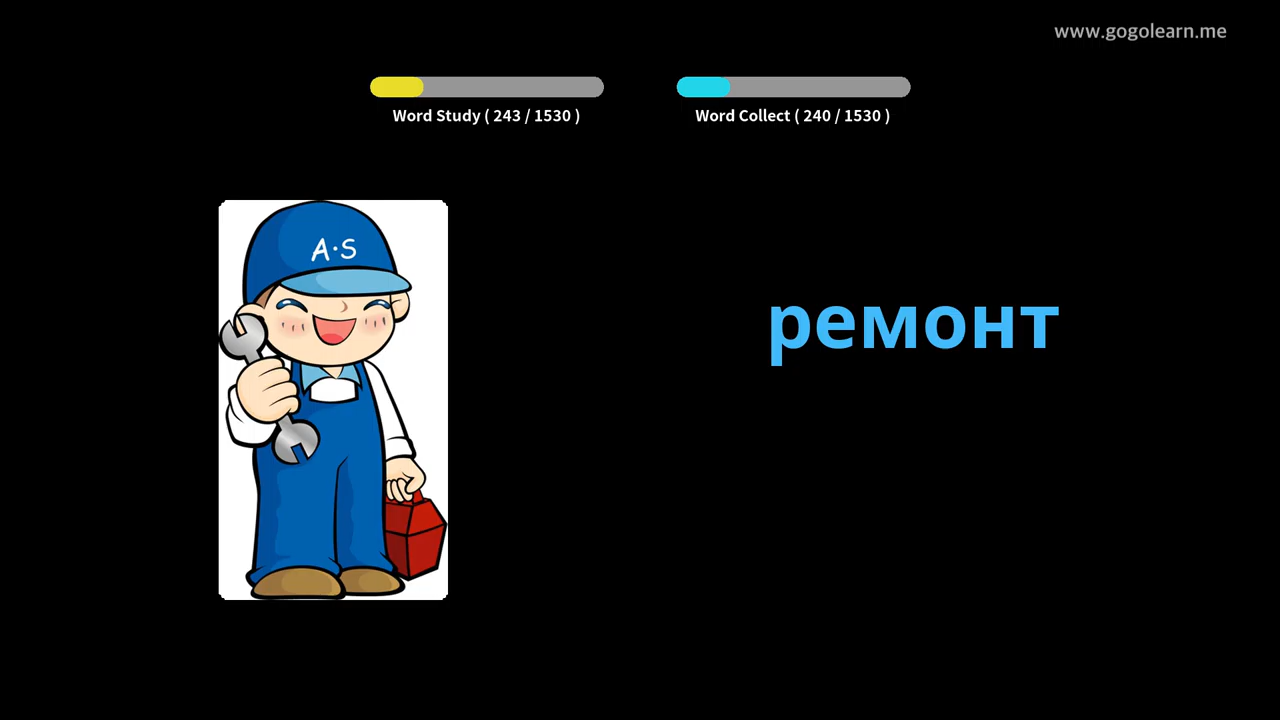 www.gogolearn.me
Word Study ( 243 / 1530 )
Word Collect ( 240 / 1530 )
A·S
ремонт